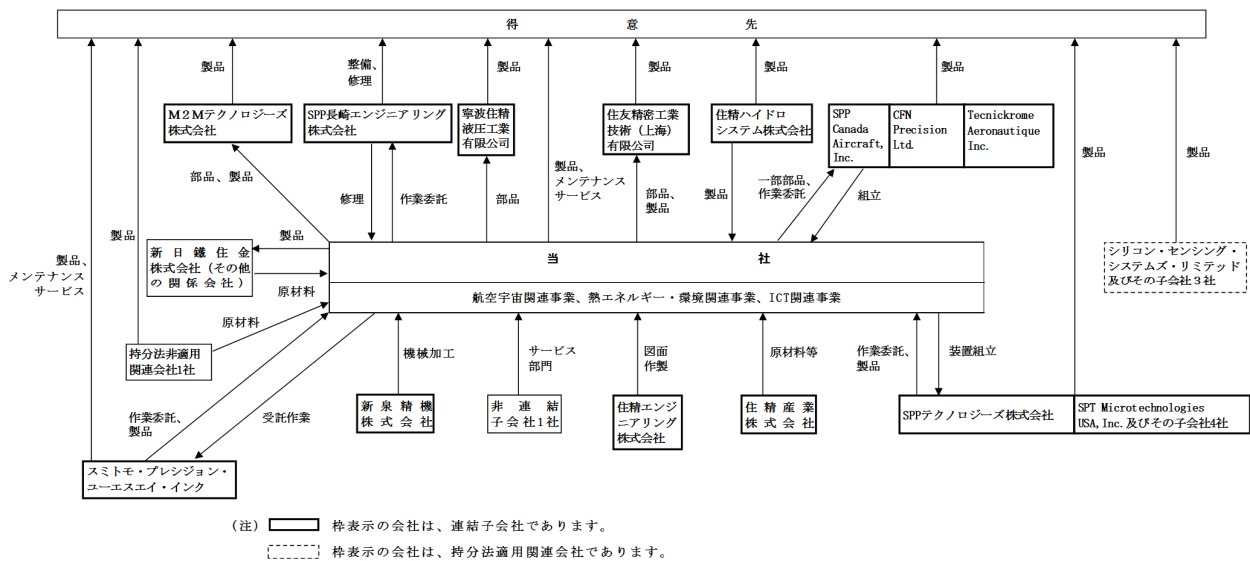 得意先
製品
整備、
修理
製品
製品
製品
製品
製品
製品
M2Mテクノロジーズ
株式会社
SPP長崎エンジニアリング
株式会社
寧波住精
液圧工業
有限公司
住友精密工業
技術（上海）
有限公司
住精ハイドロ
システム株式会社
SPP
Canada
Aircraft,
Inc.
CFN
Precision
Ltd.
Tecnickrome
Aeronautique
Inc.
部品、製品
修理
作業委託
部品
製品、
メンテナンス
サービス
部品、
製品
製品
一部部品、
作業委託
組立
製品、
メンテナンス
サービス
製品
新日鐵住金
株式会社（その他
の関係会社）
製品
原材料
当社
航空宇宙関連事業、熱エネルギー・環境関連事業、ICT関連事業
シリコン・センシング・
システムズ・リミテッド
及びその子会社3社
原材料
持分法非適用
関連会社1社
作業委託、
製品
受託作業
機械加工
サービス
部門
図面
作製
原材料等
作業委託、
製品
装置組立
新泉精機
株式会社
非連結
子会社1社
住精エンジ
ニアリング
株式会社
住精産業
株式会社
SPPテクノロジーズ株式会社
SPT Microtechnologies
USA,Inc.及びその子会社4社
スミトモ・プレシジョン・
ユーエスエイ・インク
（注） 枠表示の会社は、連結子会社であります。
枠表示の会社は、持分法適用関連会社であります。